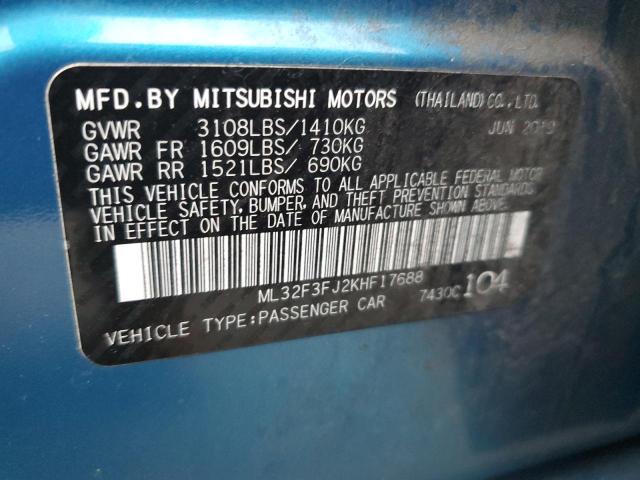 MFD.BY MITSUBISHI MOTORS (THAILAND)CO.,LTD.
GVWR 3108LBS/1410KG JUN 2019
GAWR FR 1609LBS/ 730KG
GAWR RR 1521LBS/ 690KG
THIS VEHICLE CONFORMS TO ALL APPLICABLE FEDERAL MOTOR
VEHICLE SAFETY, BUMPER, AND THEFT PREVENTION STANDARDS
IN EFFECT ON THE DATE OF MANUFACTURE SHOWN ABOVE.
ML32F3FJ2KHF17688
VEHICLE TYPE:PASSENGER CAR 7430C 104